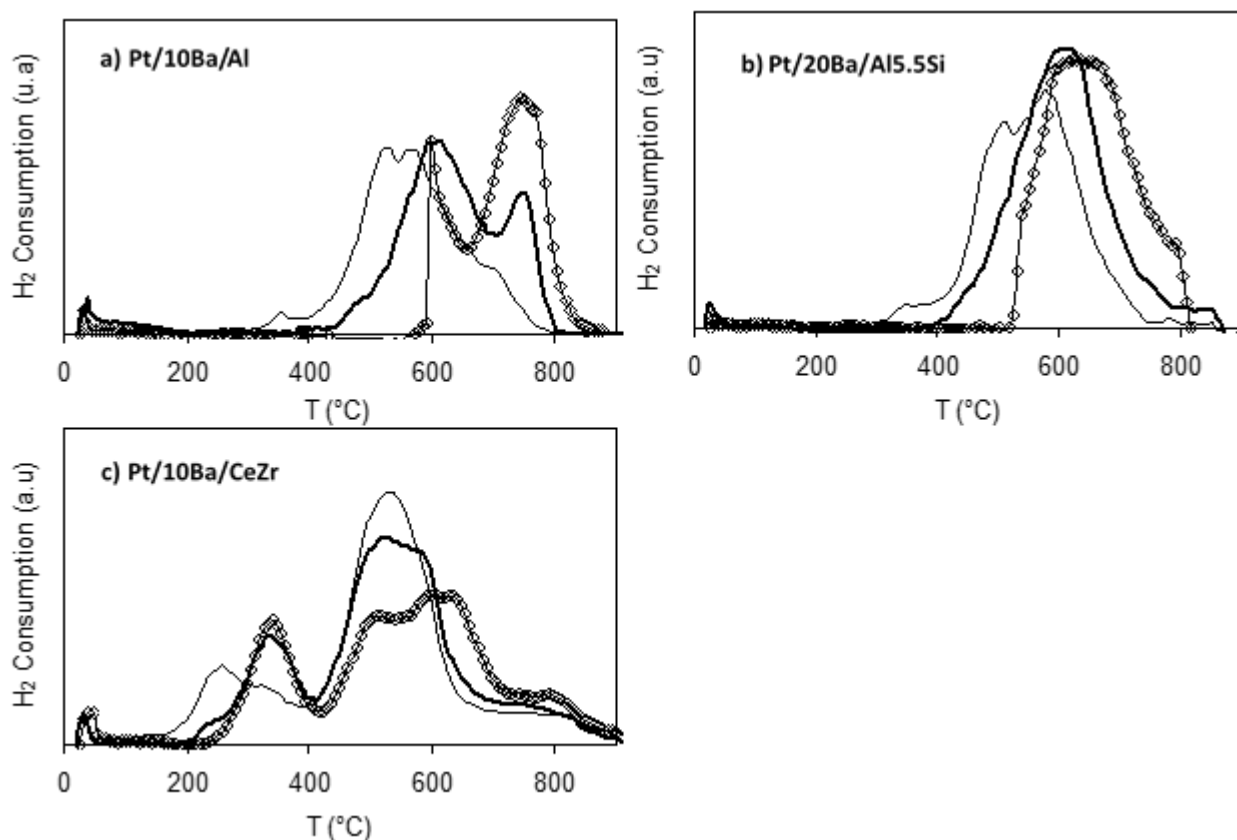 a) Pt/10Ba/Al
H₂ Consumption (u.a)
0 200 400 600 800
T (°C)
b) Pt/20Ba/Al5.5Si
H₂ Consumption (a.u)
0 200 400 600 800
T (°C)
c) Pt/10Ba/CeZr
H₂ Consumption (a.u)
0 200 400 600 800
T (°C)